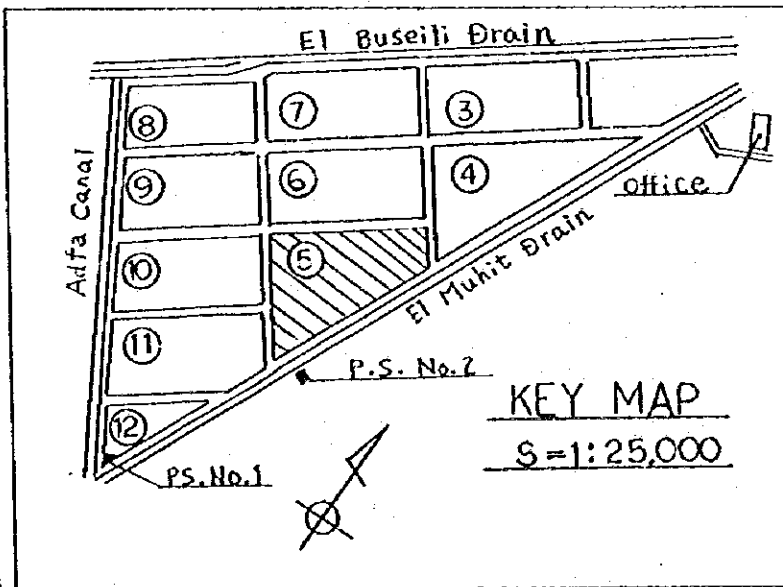 El Buseili Drain
⑧
⑦
③
⑨
⑥
④
Office
Adfa Canal
⑩
⑤
El Muhit Drain
⑪
P.S. No.2
⑫
PS.No.1
KEY MAP
S=1:25,000